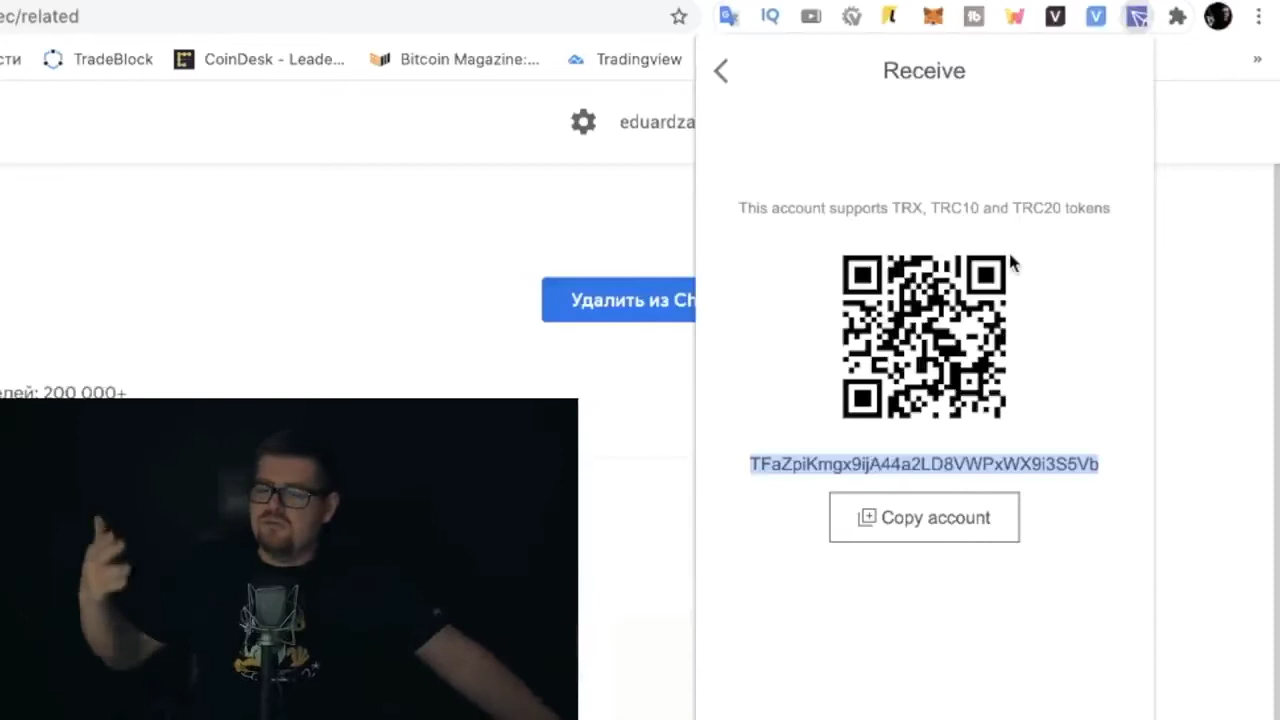 ec/related
сти
TradeBlock
CoinDesk - Leade...
Bitcoin Magazine:...
Tradingview
»
Receive
eduardza
This account supports TRX, TRC10 and TRC20 tokens
Удалить из Ch
елей: 200 000+
TFaZpiKmgx9ijA44a2LD8VWPxWX9i3S5Vb
Copy account